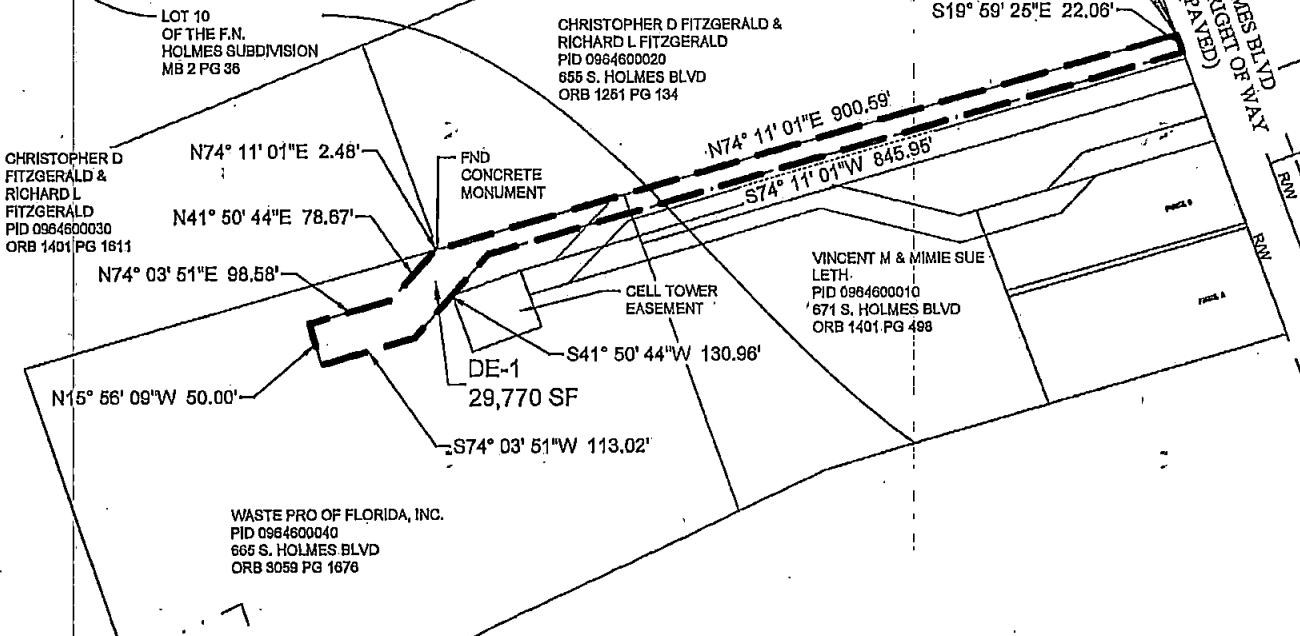 LOT 10
OF THE F.N.
HOLMES SUBDIVISION
MB 2 PG 36
CHRISTOPHER D FITZGERALD &
RICHARD L FITZGERALD
PID 0964600020
655 S. HOLMES BLVD
ORB 1251 PG 134
S19° 59' 25"E 22.06'
MES BLVD
RIGHT OF WAY
PAVED)
N74° 11' 01"E 900.59'
S74° 11' 01"W 845.95'
CHRISTOPHER D
FITZGERALD &
RICHARD L
FITZGERALD
PID 0964600030
ORB 1401 PG 1611
N74° 11' 01"E 2.48'
FND
CONCRETE
MONUMENT
N41° 50' 44"E 78.67'
N74° 03' 51"E 98.58'
R/W
R/W
VINCENT M & MIMIE SUE
LETH
PID 0964600010
671 S. HOLMES BLVD
ORB 1401 PG 498
CELL TOWER
EASEMENT
S41° 50' 44"W 130.96'
DE-1
29,770 SF
N15° 56' 09"W 50.00'
S74° 03' 51"W 113.02'
WASTE PRO OF FLORIDA, INC.
PID 0964600040
665 S. HOLMES BLVD
ORB 3059 PG 1676